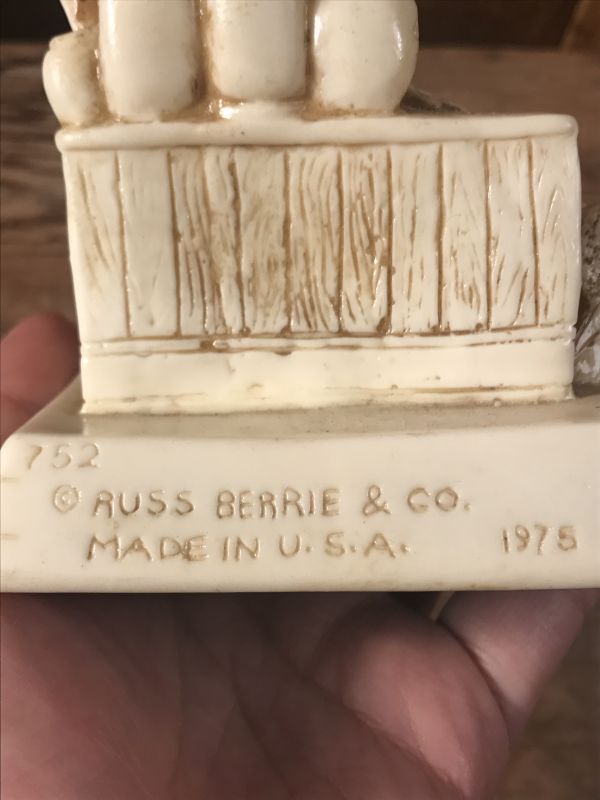 752
© RUSS BERRIE & CO.
MADE IN U.S.A. 1975